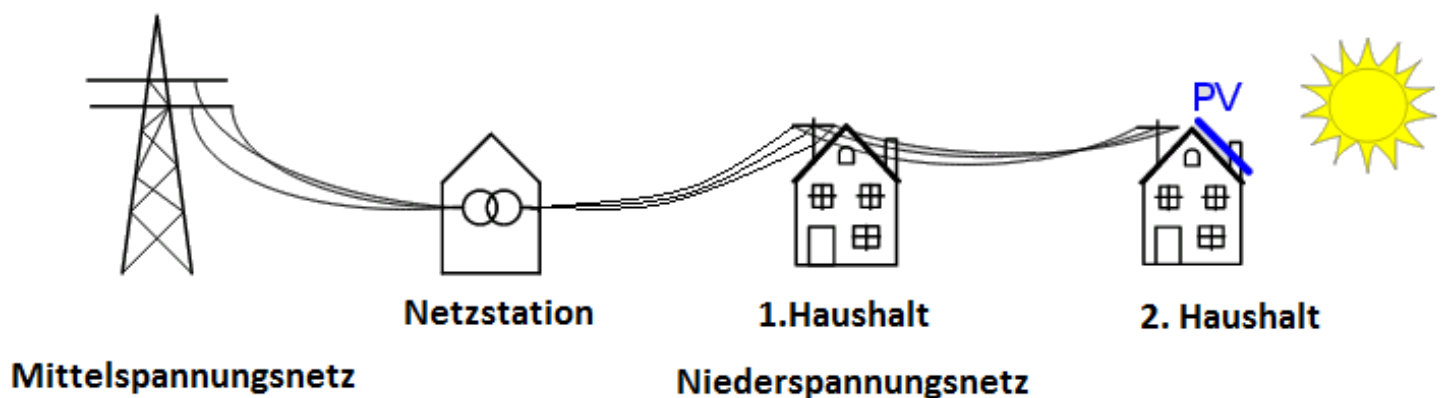 PV
Netzstation
1.Haushalt
2. Haushalt
Mittelspannungsnetz
Niederspannungsnetz